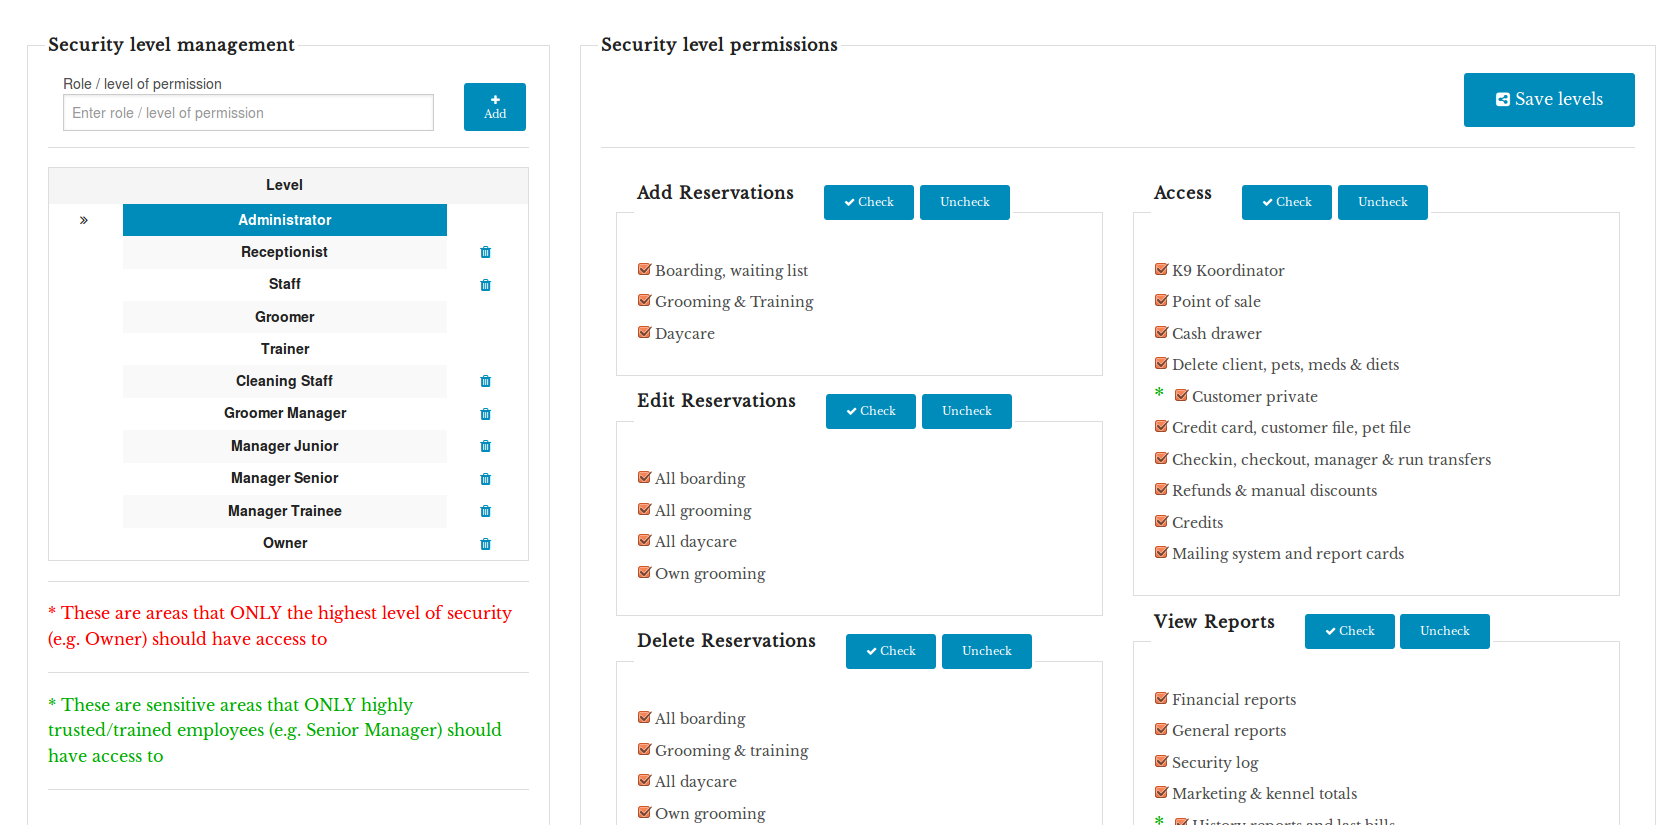 Security level management
Role / level of permission
Enter role / level of permission
Add
Level
»
Administrator
Receptionist
Staff
Groomer
Trainer
Cleaning Staff
Groomer Manager
Manager Junior
Manager Senior
Manager Trainee
Owner
* These are areas that ONLY the highest level of security
(e.g. Owner) should have access to
* These are sensitive areas that ONLY highly
trusted/trained employees (e.g. Senior Manager) should
have access to
Security level permissions
Save levels
Add Reservations
Check
Uncheck
Boarding, waiting list
Grooming & Training
Daycare
Edit Reservations
Check
Uncheck
All boarding
All grooming
All daycare
Own grooming
Delete Reservations
Check
Uncheck
All boarding
Grooming & training
All daycare
Own grooming
Access
Check
Uncheck
K9 Koordinator
Point of sale
Cash drawer
Delete client, pets, meds & diets
* Customer private
Credit card, customer file, pet file
Checkin, checkout, manager & run transfers
Refunds & manual discounts
Credits
Mailing system and report cards
View Reports
Check
Uncheck
Financial reports
General reports
Security log
Marketing & kennel totals
* History reports and last bills